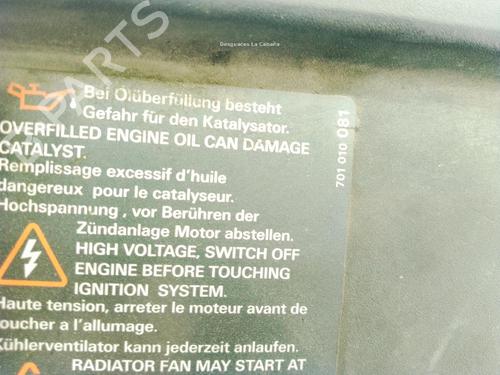 Desguaces La Cabaña
PARTS
Bei Ölüberfüllung besteht
Gefahr für den Katalysator.
OVERFILLED ENGINE OIL CAN DAMAGE
CATALYST.
Remplissage excessif d'huile
dangereux pour le catalyseur.
Hochspannung, vor Berühren der
Zündanlage Motor abstellen.
HIGH VOLTAGE, SWITCH OFF
ENGINE BEFORE TOUCHING
IGNITION SYSTEM.
Haute tension, arreter le moteur avant de
toucher a l'allumage.
Kühlerventilator kann jederzeit anlaufen.
RADIATOR FAN MAY START AT
701 010 081